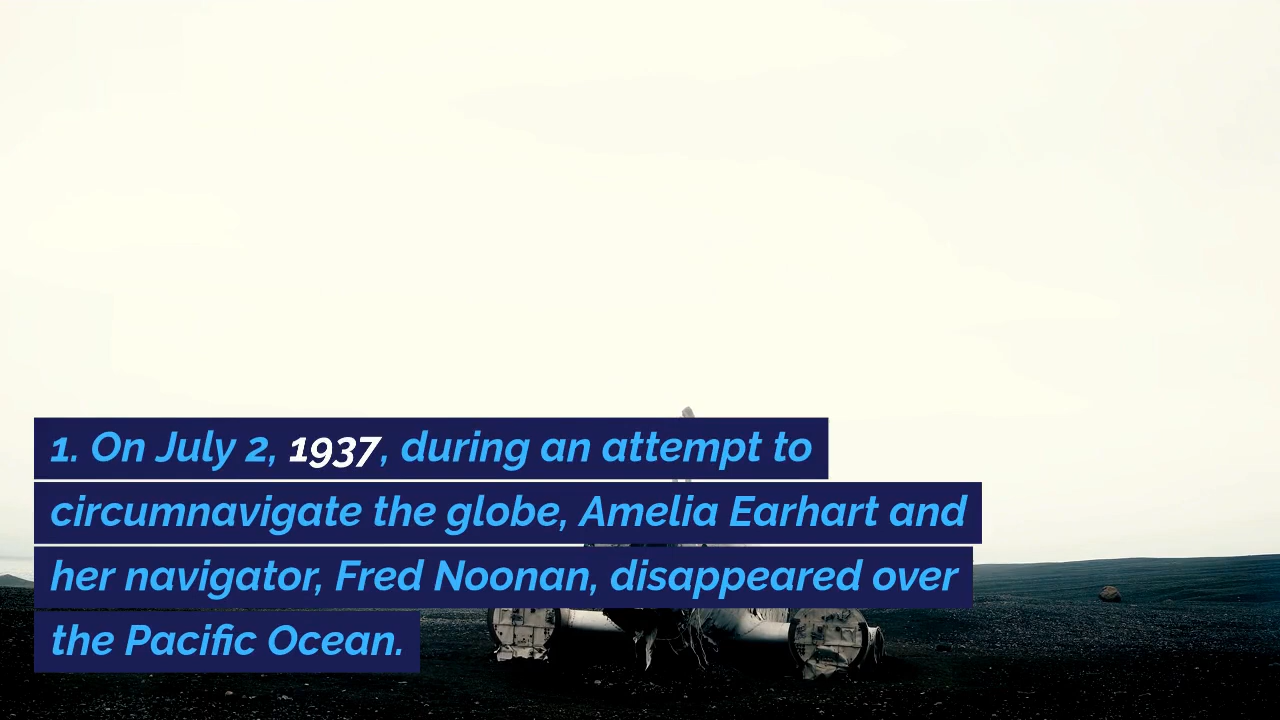 1. On July 2, 1937, during an attempt to
circumnavigate the globe, Amelia Earhart and
her navigator, Fred Noonan, disappeared over
the Pacific Ocean.